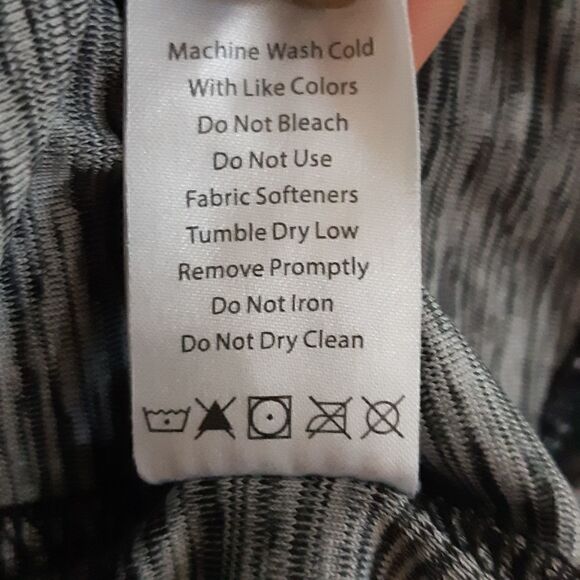 Machine Wash Cold
With Like Colors
Do Not Bleach
Do Not Use
Fabric Softeners
Tumble Dry Low
Remove Promptly
Do Not Iron
Do Not Dry Clean